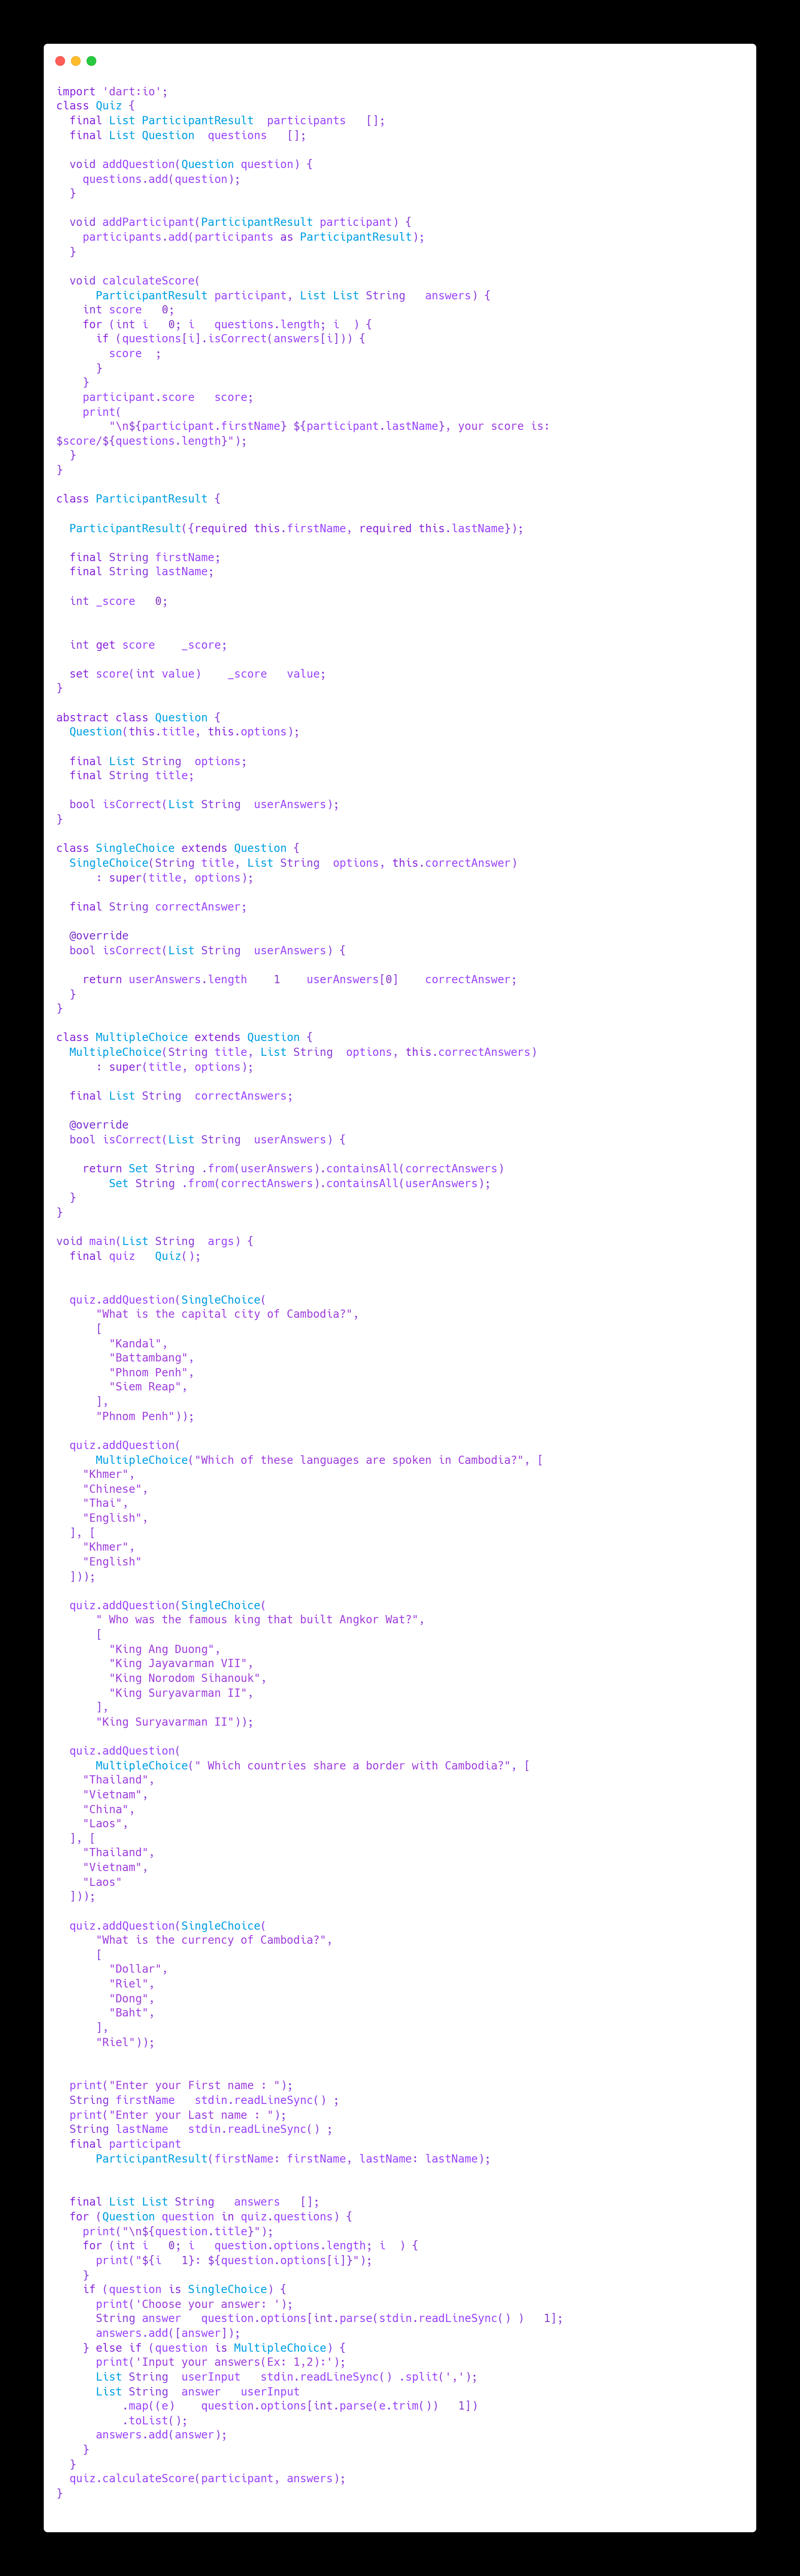 import 'dart:io';
class Quiz {
  final List ParticipantResult  participants   [];
  final List Question  questions   [];

  void addQuestion(Question question) {
    questions.add(question);
  }

  void addParticipant(ParticipantResult participant) {
    participants.add(participants as ParticipantResult);
  }

  void calculateScore(
      ParticipantResult participant, List List String   answers) {
    int score   0;
    for (int i   0; i   questions.length; i  ) {
      if (questions[i].isCorrect(answers[i])) {
        score  ;
      }
    }
    participant.score   score;
    print(
        "\n${participant.firstName} ${participant.lastName}, your score is:
$score/${questions.length}");
  }
}

class ParticipantResult {

  ParticipantResult({required this.firstName, required this.lastName});

  final String firstName;
  final String lastName;

  int _score   0;


  int get score    _score;

  set score(int value)    _score   value;
}

abstract class Question {
  Question(this.title, this.options);

  final List String  options;
  final String title;

  bool isCorrect(List String  userAnswers);
}

class SingleChoice extends Question {
  SingleChoice(String title, List String  options, this.correctAnswer)
      : super(title, options);

  final String correctAnswer;

  @override
  bool isCorrect(List String  userAnswers) {

    return userAnswers.length    1    userAnswers[0]    correctAnswer;
  }
}

class MultipleChoice extends Question {
  MultipleChoice(String title, List String  options, this.correctAnswers)
      : super(title, options);

  final List String  correctAnswers;

  @override
  bool isCorrect(List String  userAnswers) {

    return Set String .from(userAnswers).containsAll(correctAnswers)
        Set String .from(correctAnswers).containsAll(userAnswers);
  }
}

void main(List String  args) {
  final quiz   Quiz();


  quiz.addQuestion(SingleChoice(
      "What is the capital city of Cambodia?",
      [
        "Kandal",
        "Battambang",
        "Phnom Penh",
        "Siem Reap",
      ],
      "Phnom Penh"));

  quiz.addQuestion(
      MultipleChoice("Which of these languages are spoken in Cambodia?", [
    "Khmer",
    "Chinese",
    "Thai",
    "English",
  ], [
    "Khmer",
    "English"
  ]));

  quiz.addQuestion(SingleChoice(
      " Who was the famous king that built Angkor Wat?",
      [
        "King Ang Duong",
        "King Jayavarman VII",
        "King Norodom Sihanouk",
        "King Suryavarman II",
      ],
      "King Suryavarman II"));

  quiz.addQuestion(
      MultipleChoice(" Which countries share a border with Cambodia?", [
    "Thailand",
    "Vietnam",
    "China",
    "Laos",
  ], [
    "Thailand",
    "Vietnam",
    "Laos"
  ]));

  quiz.addQuestion(SingleChoice(
      "What is the currency of Cambodia?",
      [
        "Dollar",
        "Riel",
        "Dong",
        "Baht",
      ],
      "Riel"));


  print("Enter your First name : ");
  String firstName   stdin.readLineSync() ;
  print("Enter your Last name : ");
  String lastName   stdin.readLineSync() ;
  final participant
      ParticipantResult(firstName: firstName, lastName: lastName);


  final List List String   answers   [];
  for (Question question in quiz.questions) {
    print("\n${question.title}");
    for (int i   0; i   question.options.length; i  ) {
      print("${i   1}: ${question.options[i]}");
    }
    if (question is SingleChoice) {
      print('Choose your answer: ');
      String answer   question.options[int.parse(stdin.readLineSync() )   1];
      answers.add([answer]);
    } else if (question is MultipleChoice) {
      print('Input your answers(Ex: 1,2):');
      List String  userInput   stdin.readLineSync() .split(',');
      List String  answer   userInput
          .map((e)    question.options[int.parse(e.trim())   1])
          .toList();
      answers.add(answer);
    }
  }
  quiz.calculateScore(participant, answers);
}